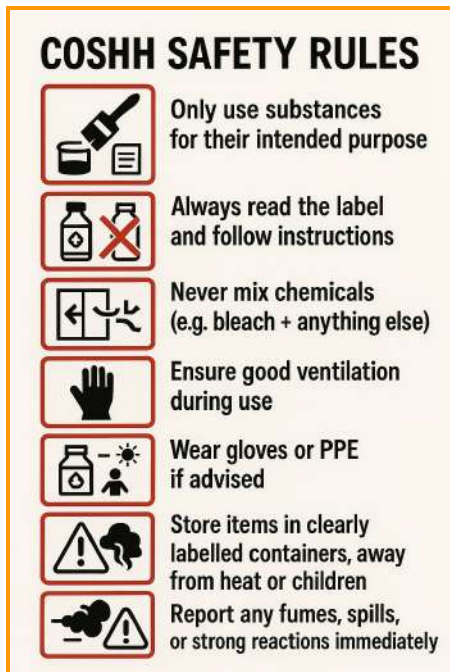 COSHH SAFETY RULES
Only use substances
for their intended purpose
Always read the label
and follow instructions
Never mix chemicals
(e.g. bleach + anything else)
Ensure good ventilation
during use
Wear gloves or PPE
if advised
Store items in clearly
labelled containers, away
from heat or children
Report any fumes, spills,
or strong reactions immediately